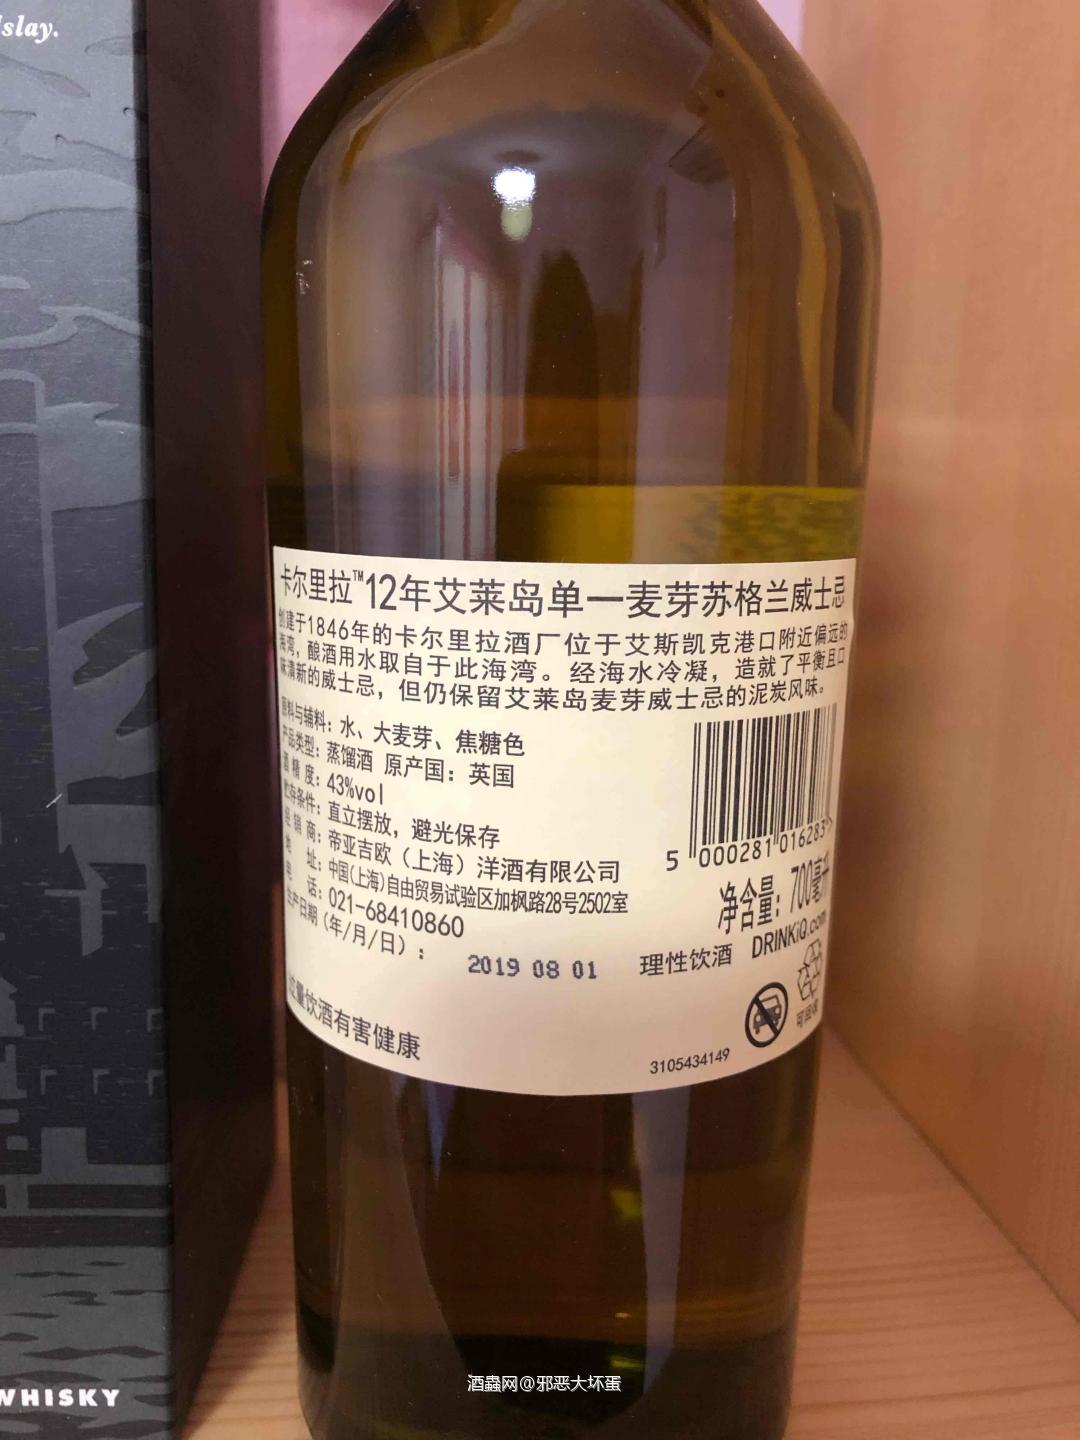 Islay.
卡尔里拉™12年艾莱岛单一麦芽苏格兰威士忌
创建于1846年的卡尔里拉酒厂位于艾斯凯克港口附近偏远的
海湾，酿酒用水取自于此海湾。经海水冷凝，造就了平衡且口
味清新的威士忌，但仍保留艾莱岛麦芽威士忌的泥炭风味。
原料与辅料：水、大麦芽、焦糖色
产品类型：蒸馏酒 原产国：英国
酒精度：43%vol
贮存条件：直立摆放，避光保存
经销商：帝亚吉欧（上海）洋酒有限公司
地址：中国(上海)自由贸易试验区加枫路28号2502室
电话：021-68410860
生产日期（年/月/日）：
2019 08 01
过量饮酒有害健康
5 000281 016283
净含量：700毫升
理性饮酒 DRINKiQ.com
可回收
3105434149
WHISKY
酒蟲网@邪恶大坏蛋